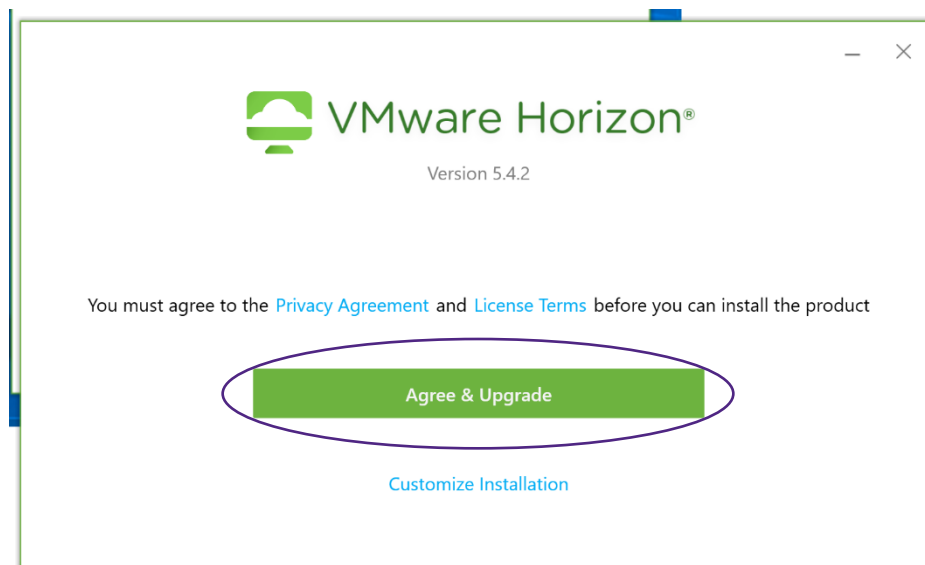 VMware Horizon®
Version 5.4.2
You must agree to the Privacy Agreement and License Terms before you can install the product
Agree & Upgrade
Customize Installation